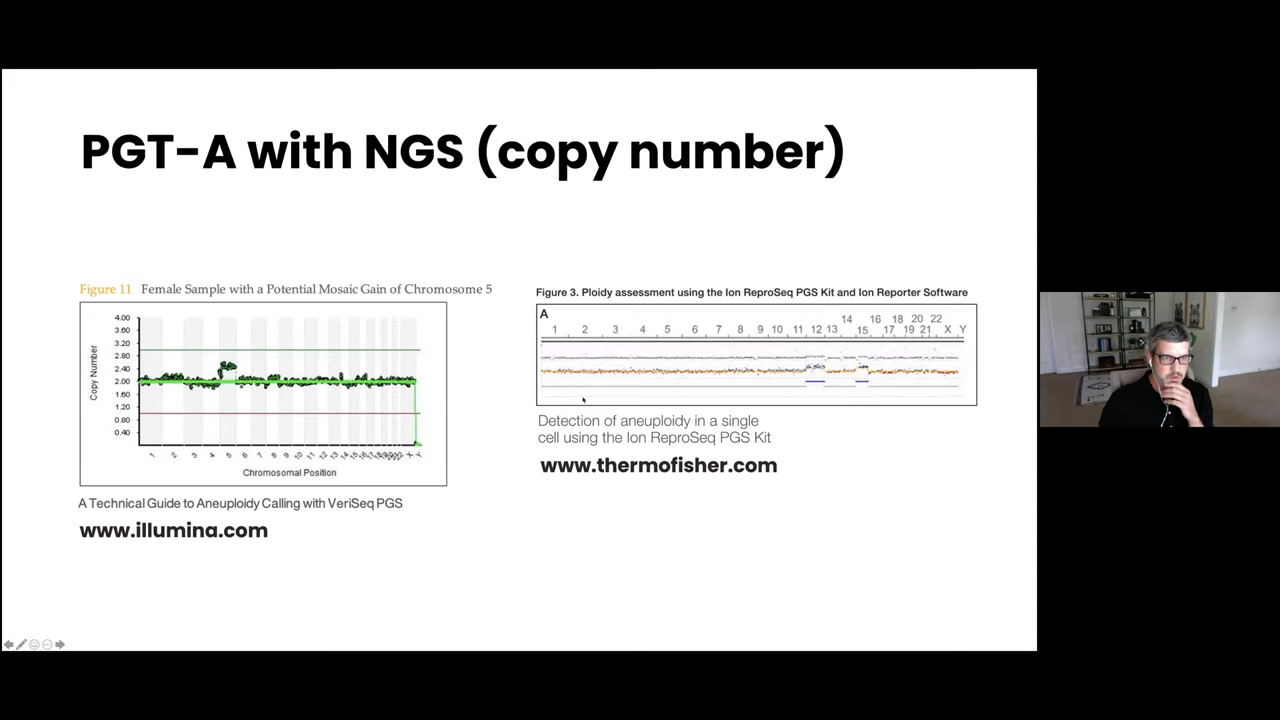 PGT-A with NGS (copy number)
Figure 11 Female Sample with a Potential Mosaic Gain of Chromosome 5
4.00
3.60
3.20
2.80
2.40
2.00
1.60
1.20
0.80
0.40
Copy Number
1 2 3 4 5 6 7 8 9 10 11 12 13 14 15 16 17 18 X Y
Chromosomal Position
A Technical Guide to Aneuploidy Calling with VeriSeq PGS
www.illumina.com
Figure 3. Ploidy assessment using the Ion ReproSeq PGS Kit and Ion Reporter Software
A
14 16 18 20 22
1 2 3 4 5 6 7 8 9 10 11 12 13 15 17 19 21 X Y
Detection of aneuploidy in a single
cell using the Ion ReproSeq PGS Kit
www.thermofisher.com